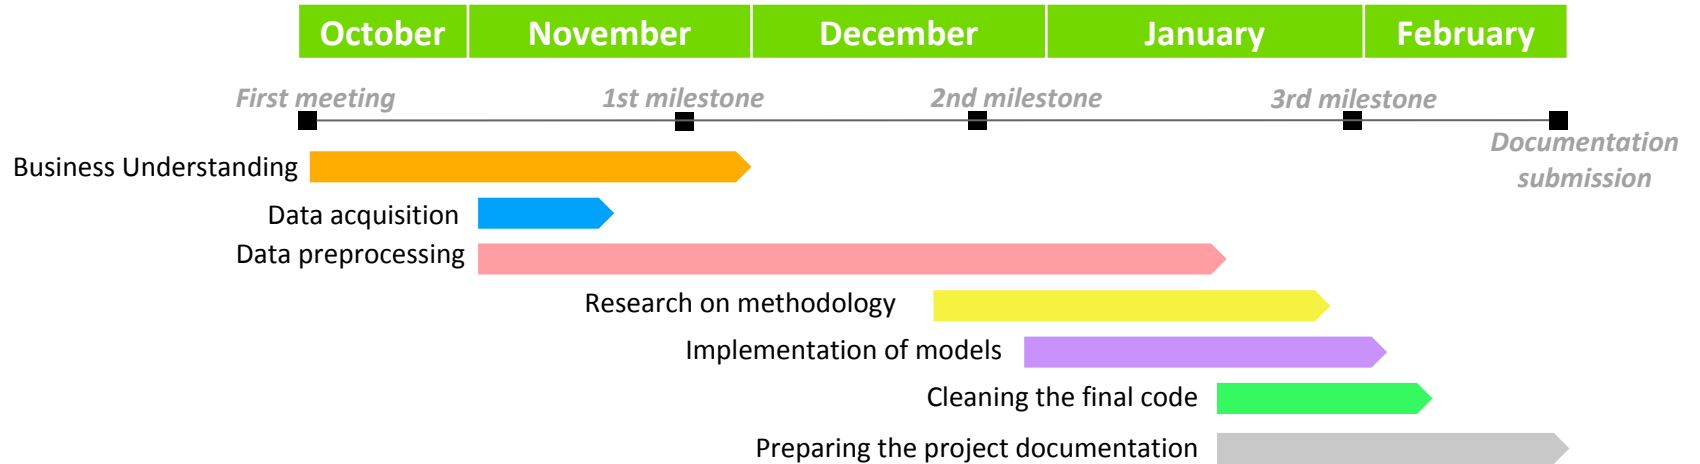 October November December January February
First meeting 1st milestone 2nd milestone 3rd milestone
Documentation
submission
Business Understanding
Data acquisition
Data preprocessing
Research on methodology
Implementation of models
Cleaning the final code
Preparing the project documentation